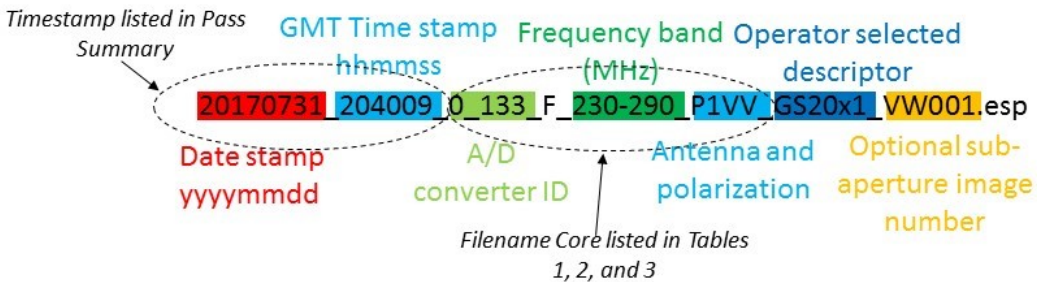 Timestamp listed in Pass
Summary
GMT Time stamp
hhmmss
Frequency band
(MHz)
Operator selected
descriptor
20170731_204009_0_133_F_230-290_P1VV_GS20x1_VW001.esp
Date stamp
yyyymmdd
A/D
converter ID
Antenna and
polarization
Optional sub-
aperture image
number
Filename Core listed in Tables
1, 2, and 3